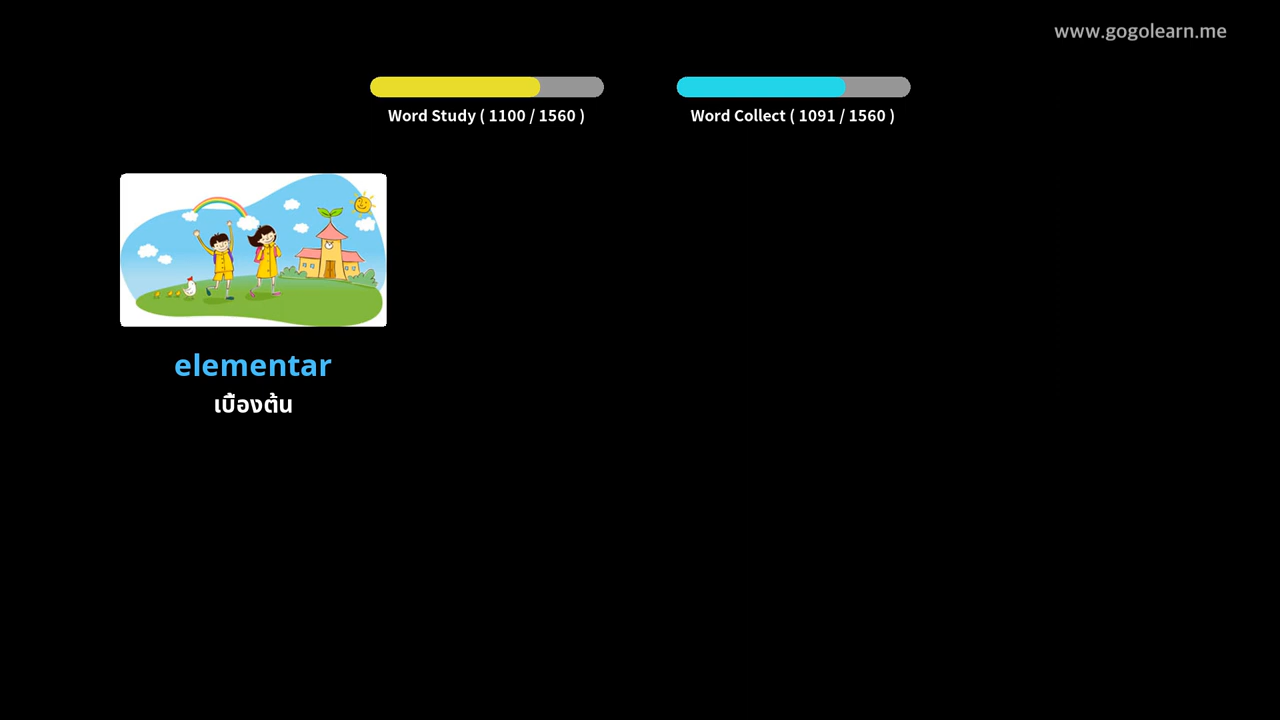 www.gogolearn.me
Word Study ( 1100 / 1560 )
Word Collect ( 1091 / 1560 )
elementar
เบื้องต้น